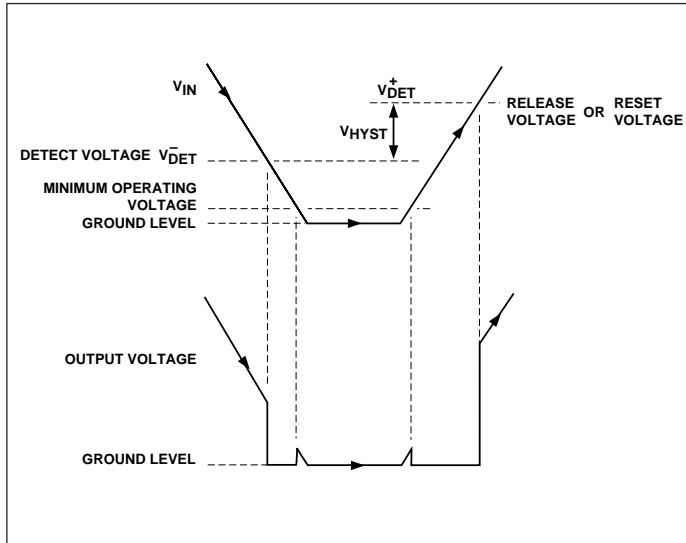 VIN
V+DET
VHYST
RELEASE OR RESET
VOLTAGE VOLTAGE
DETECT VOLTAGE V−DET
MINIMUM OPERATING
VOLTAGE
GROUND LEVEL
OUTPUT VOLTAGE
GROUND LEVEL